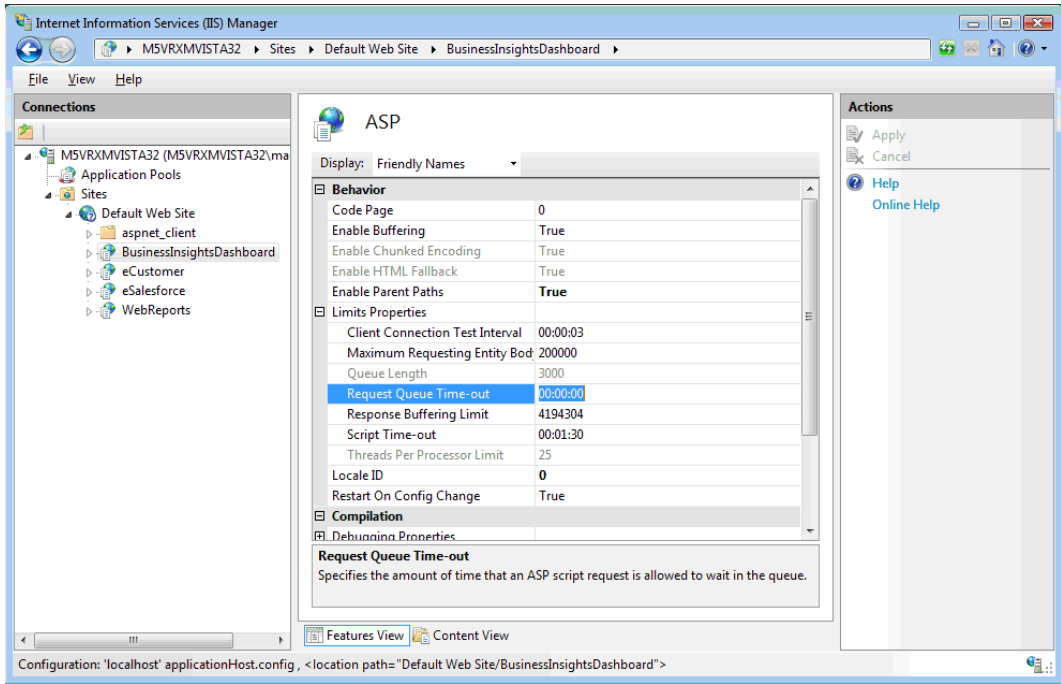 Internet Information Services (IIS) Manager
M5VRXMVISTA32 Sites Default Web Site BusinessInsightsDashboard
File View Help
Connections
M5VRXMVISTA32 (M5VRXMVISTA32\ma
Application Pools
Sites
Default Web Site
aspnet_client
BusinessInsightsDashboard
eCustomer
eSalesforce
WebReports
ASP
Display: Friendly Names
Behavior
Code Page 0
Enable Buffering True
Enable Chunked Encoding True
Enable HTML Fallback True
Enable Parent Paths True
Limits Properties
Client Connection Test Interval 00:00:03
Maximum Requesting Entity Bod 200000
Queue Length 3000
Request Queue Time-out 00:00:00
Response Buffering Limit 4194304
Script Time-out 00:01:30
Threads Per Processor Limit 25
Locale ID 0
Restart On Config Change True
Compilation
Debugging Properties
Request Queue Time-out
Specifies the amount of time that an ASP script request is allowed to wait in the queue.
Features View Content View
Actions
Apply
Cancel
Help
Online Help
Configuration: 'localhost' applicationHost.config , <location path="Default Web Site/BusinessInsightsDashboard">